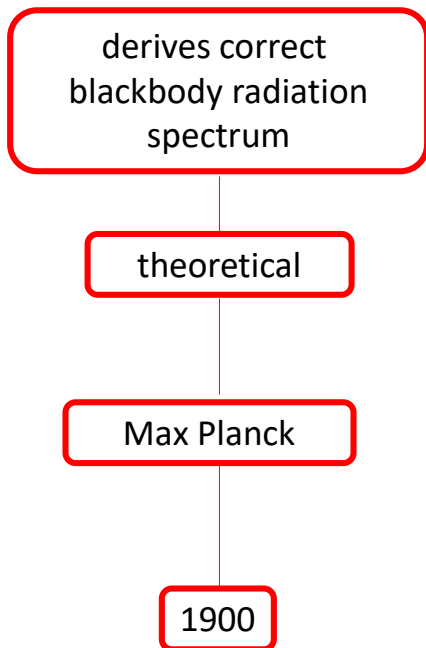 derives correct
blackbody radiation
spectrum
theoretical
Max Planck
1900